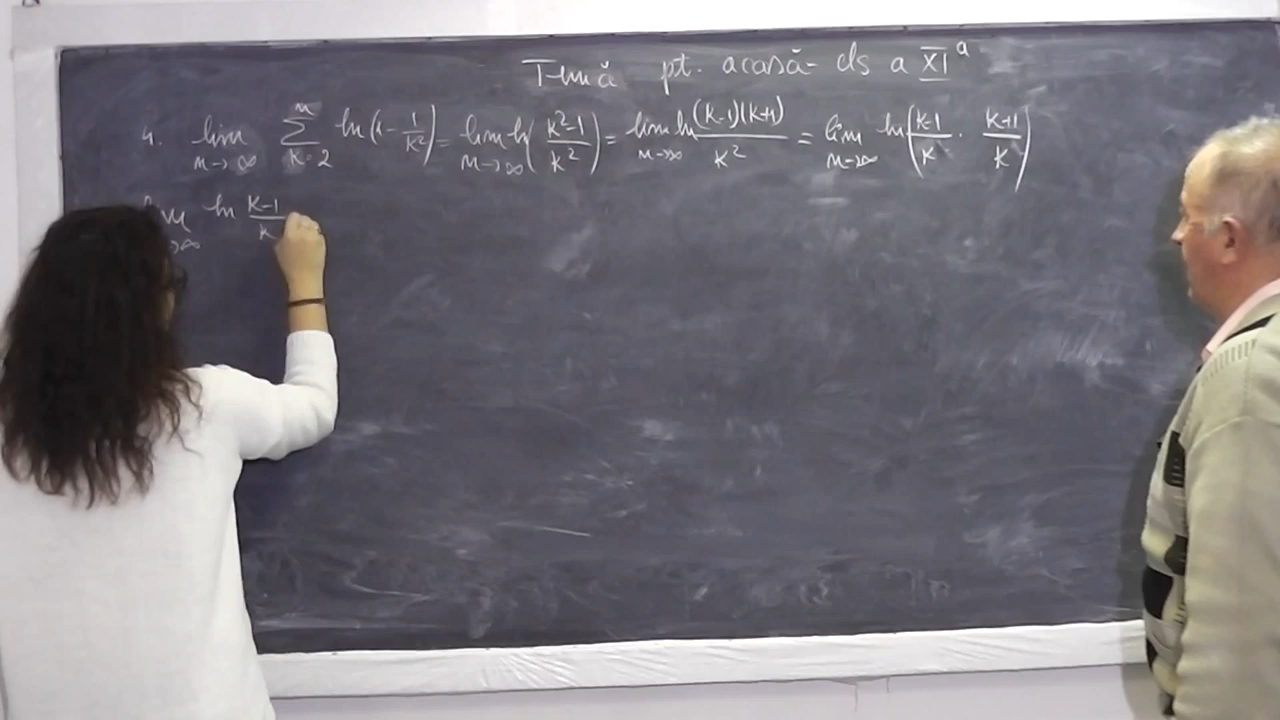 Temă pt. acasă - cls a XI a
4. lim n→∞ ∑ n k=2 ln(1 - 1/k²) = lim n→∞ ln((k²-1)/k²) = lim n→∞ ln (k-1)(k+1)/k² = lim n→∞ ln((k-1)/k · (k+1)/k)
lim →∞ ln (k-1)/k